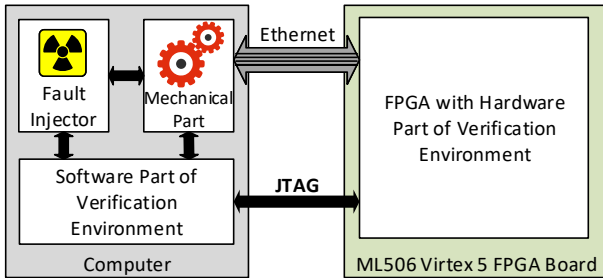 Fault
Injector
Mechanical
Part
Ethernet
FPGA with Hardware
Part of Verification
Environment
Software Part of
Verification
Environment
JTAG
Computer
ML506 Virtex 5 FPGA Board